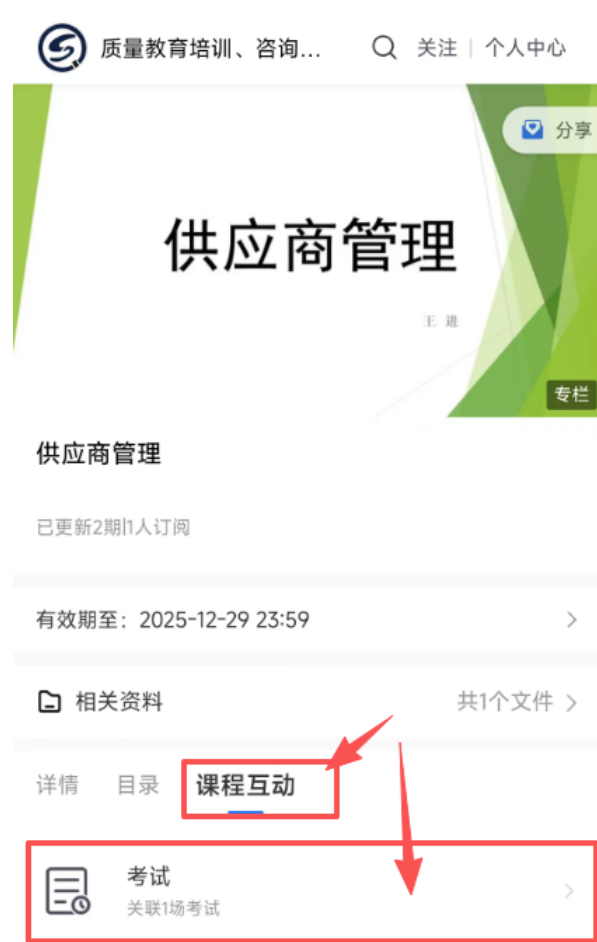 质量教育培训、咨询...
关注 | 个人中心
分享
供应商管理
王 进
专栏
供应商管理
已更新2期|1人订阅
有效期至：2025-12-29 23:59
相关资料
共1个文件
详情 目录 课程互动
考试
关联1场考试